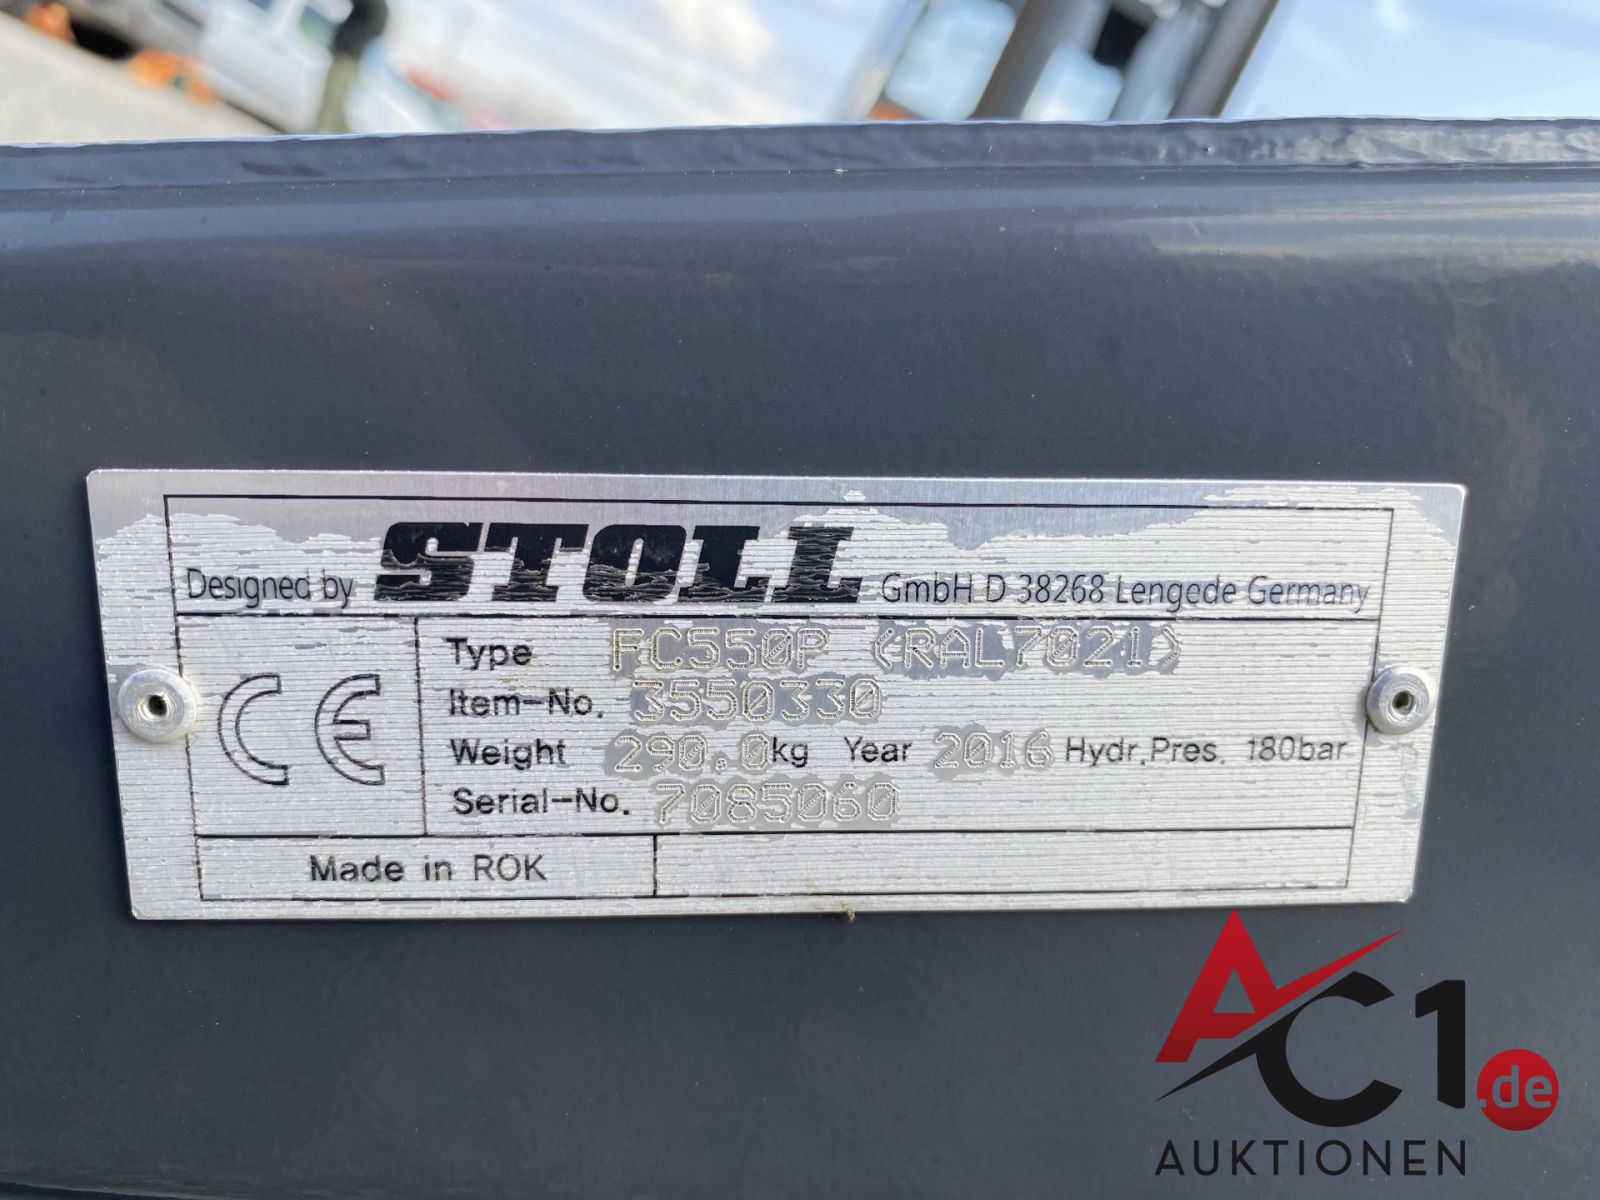 Designed by STOLL GmbH D 38268 Lengede Germany
CE
Type FC550P (RAL7021)
Item-No. 3550330
Weight 290.0kg Year 2016 Hydr.Pres. 180bar
Serial-No. 7085060
Made in ROK
AC1.de
AUKTIONEN